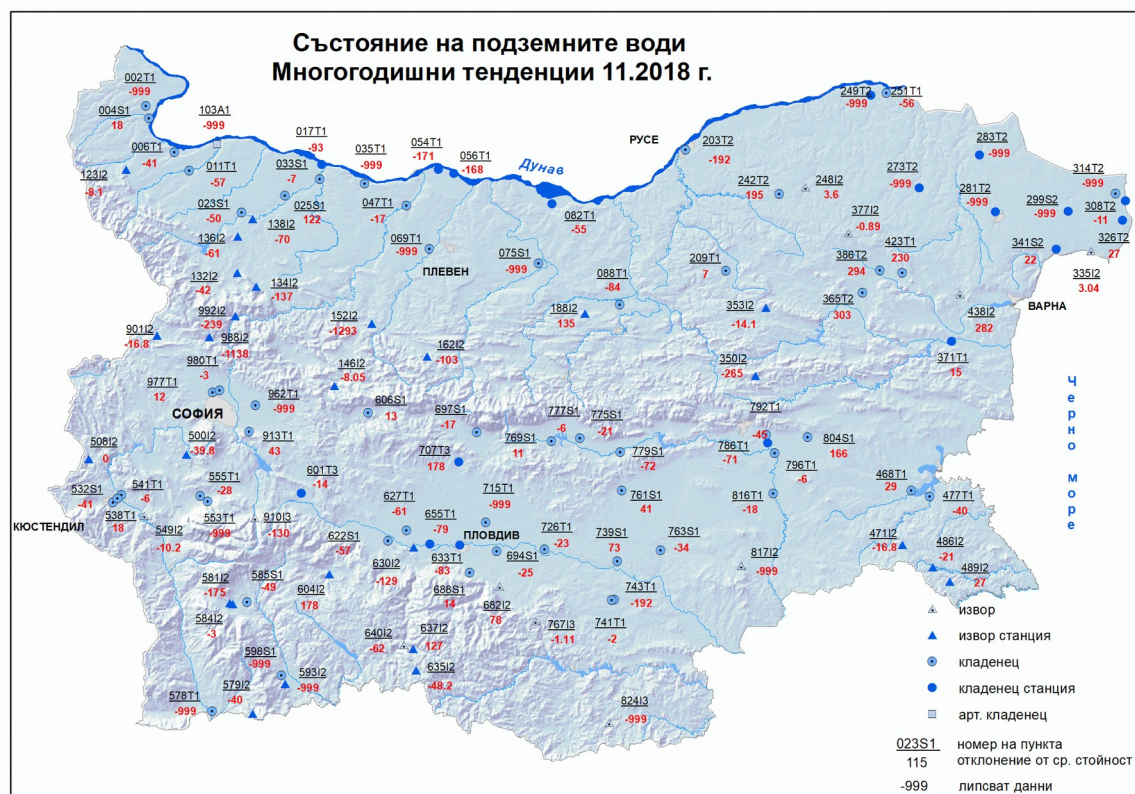 Състояние на подземните води
Многогодишни тенденции 11.2018 г.
002T1
-999
004S1
18
103A1
-999
006T1
-41
123I2
-8.1
011T1
-57
017T1
-93
033S1
-7
035T1
-999
054T1
-171
056T1
-168
Дунав
РУСЕ
203T2
-192
249T2
-999
251T1
-56
283T2
-999
314T2
-999
023S1
-50
025S1
122
047T1
-17
138I2
-70
136I2
-61
082T1
-55
242T2
195
248I2
3.6
273T2
-999
281T2
-999
299S2
-999
308T2
-11
326T2
27
377I2
-0.89
423T1
230
341S2
22
335I2
3.04
069T1
-999
ПЛЕВЕН
075S1
-999
088T1
-84
209T1
7
386T2
294
365T2
303
132I2
-42
134I2
-137
992I2
-239
988I2
-1138
901I2
-16.8
152I2
-1293
188I2
135
353I2
-14.1
438I2
282
ВАРНА
162I2
-103
146I2
-8.05
350I2
-265
371T1
15
980T1
-3
977T1
12
СОФИЯ
962T1
-999
606S1
13
697S1
-17
777S1
-6
775S1
-21
792T1
-45
769S1
11
779S1
-72
786T1
-71
804S1
166
796T1
-6
508I2
0
500I2
-39.8
913T1
43
707T3
178
601T3
-14
532S1
-41
541T1
-6
538T1
18
555T1
-28
553T1
-999
КЮСТЕНДИЛ
549I2
-10.2
910I3
-130
627T1
-61
715T1
-999
761S1
41
816T1
-18
468T1
29
477T1
-40
622S1
-57
655T1
-79
ПЛОВДИВ
726T1
-23
739S1
73
763S1
-34
471I2
-16.8
486I2
-21
489I2
27
630I2
-129
633T1
-83
694S1
-25
817I2
-999
581I2
-175
585S1
-49
604I2
178
584I2
-3
688S1
14
682I2
78
743T1
-192
741T1
-2
767I3
-1.11
640I2
-62
637I2
127
635I2
-48.2
598S1
-999
593I2
-999
579I2
-40
578T1
-999
824I3
-999
Черно море
извор
извор станция
кладенец
кладенец станция
арт. кладенец
023S1 номер на пункта
115 отклонение от ср. стойност
-999 липсват данни